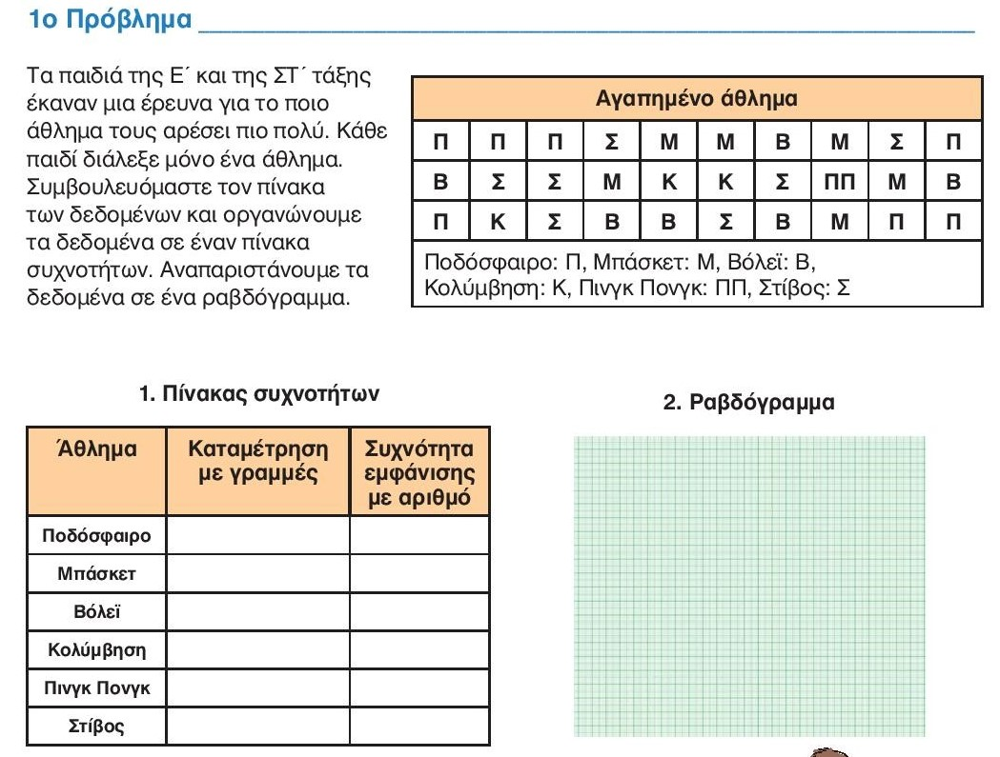 1ο Πρόβλημα
Τα παιδιά της Ε΄ και της ΣΤ΄ τάξης
έκαναν μια έρευνα για το ποιο
άθλημα τους αρέσει πιο πολύ. Κάθε
παιδί διάλεξε μόνο ένα άθλημα.
Συμβουλευόμαστε τον πίνακα
των δεδομένων και οργανώνουμε
τα δεδομένα σε έναν πίνακα
συχνοτήτων. Αναπαριστάνουμε τα
δεδομένα σε ένα ραβδόγραμμα.
Αγαπημένο άθλημα
Π Π Π Σ Μ Μ Β Μ Σ Π
Β Σ Σ Μ Κ Κ Σ ΠΠ Μ Β
Π Κ Σ Β Β Σ Β Μ Π Π
Ποδόσφαιρο: Π, Μπάσκετ: Μ, Βόλεϊ: Β,
Κολύμβηση: Κ, Πινγκ Πονγκ: ΠΠ, Στίβος: Σ
1. Πίνακας συχνοτήτων
Άθλημα Καταμέτρηση Συχνότητα
με γραμμές εμφάνισης
με αριθμό
Ποδόσφαιρο
Μπάσκετ
Βόλεϊ
Κολύμβηση
Πινγκ Πονγκ
Στίβος
2. Ραβδόγραμμα